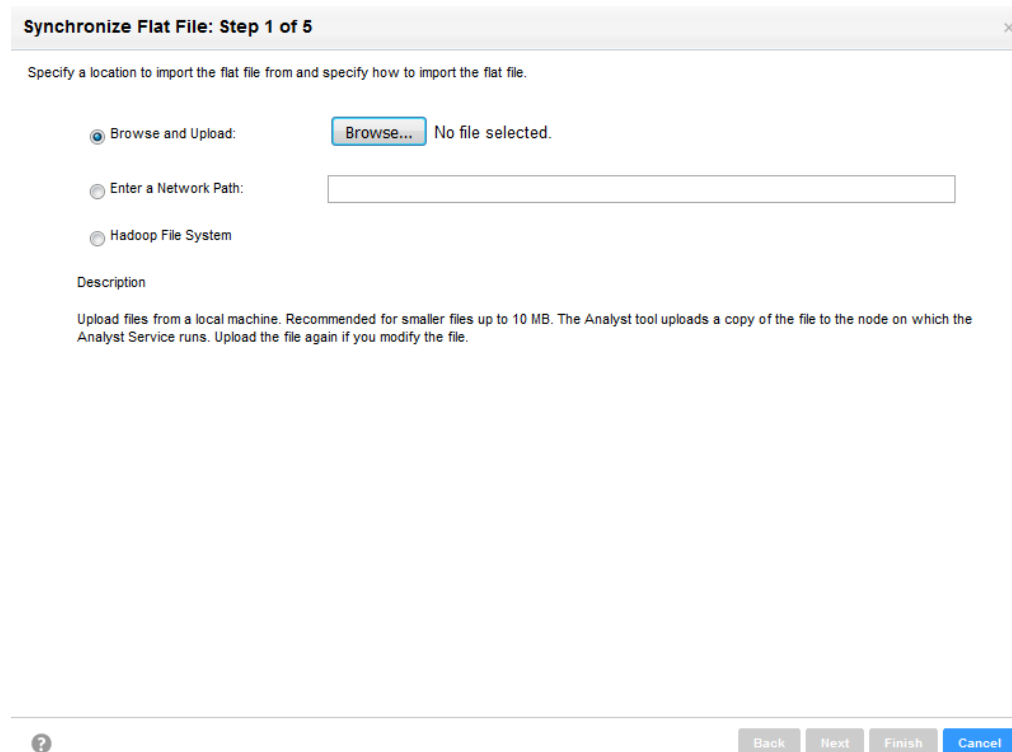 Synchronize Flat File: Step 1 of 5
×
Specify a location to import the flat file from and specify how to import the flat file.
Browse and Upload: Browse... No file selected.
Enter a Network Path:
Hadoop File System
Description
Upload files from a local machine. Recommended for smaller files up to 10 MB. The Analyst tool uploads a copy of the file to the node on which the
Analyst Service runs. Upload the file again if you modify the file.
? Back Next Finish Cancel